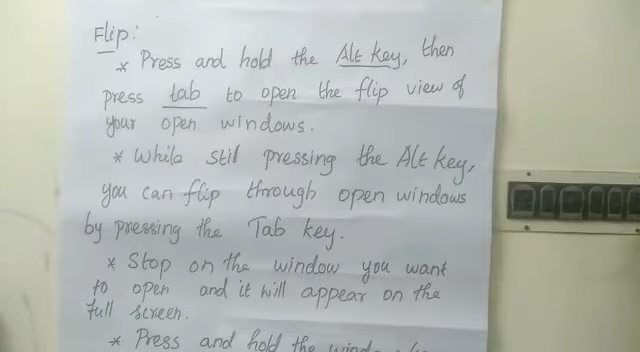 Flip:
* Press and hold the Alt key, then
press tab to open the flip view of
your open windows.
* While still pressing the Alt key,
you can flip through open windows
by pressing the Tab key.
* Stop on the window you want
to open and it will appear on the
full screen.
* Press and hold the